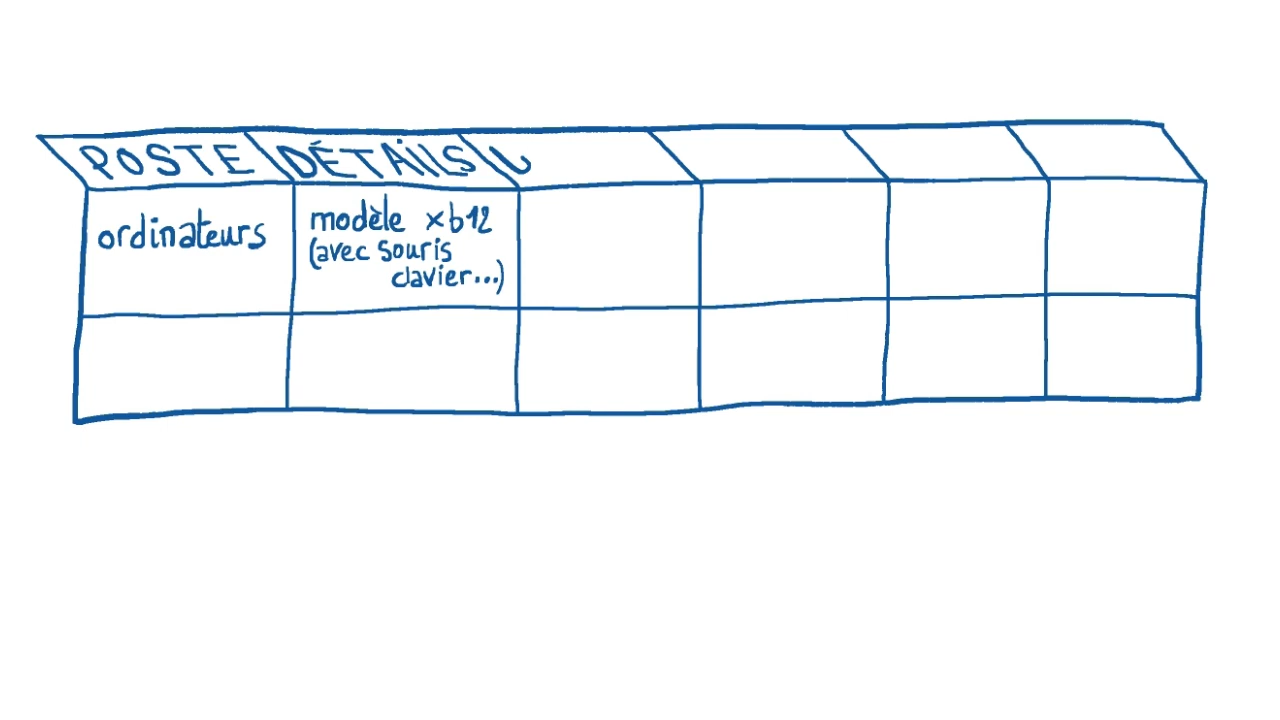 POSTE DÉTAILS U
ordinateurs
modèle xb12
(avec souris
clavier...)